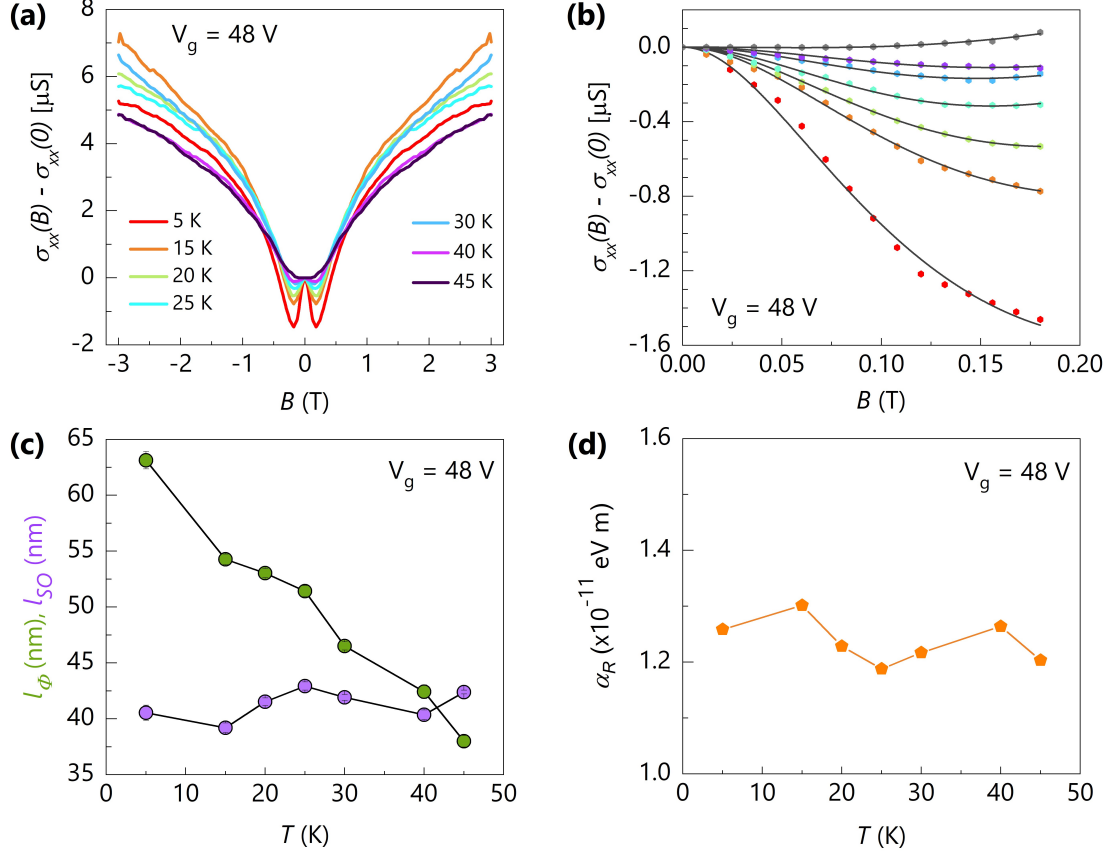 (a)
V_g = 48 V
σ_xx(B) - σ_xx(0) [μS]
8
6
4
2
0
-2
5 K
15 K
20 K
25 K
30 K
40 K
45 K
-3 -2 -1 0 1 2 3
B (T)
(b)
σ_xx(B) - σ_xx(0) [μS]
0.0
-0.4
-0.8
-1.2
-1.6
V_g = 48 V
0.00 0.05 0.10 0.15 0.20
B (T)
(c)
V_g = 48 V
l_Φ (nm), l_SO (nm)
65
60
55
50
45
40
35
0 10 20 30 40 50
T (K)
(d)
V_g = 48 V
α_R (x10^-11 eV m)
1.6
1.4
1.2
1.0
0 10 20 30 40 50
T (K)